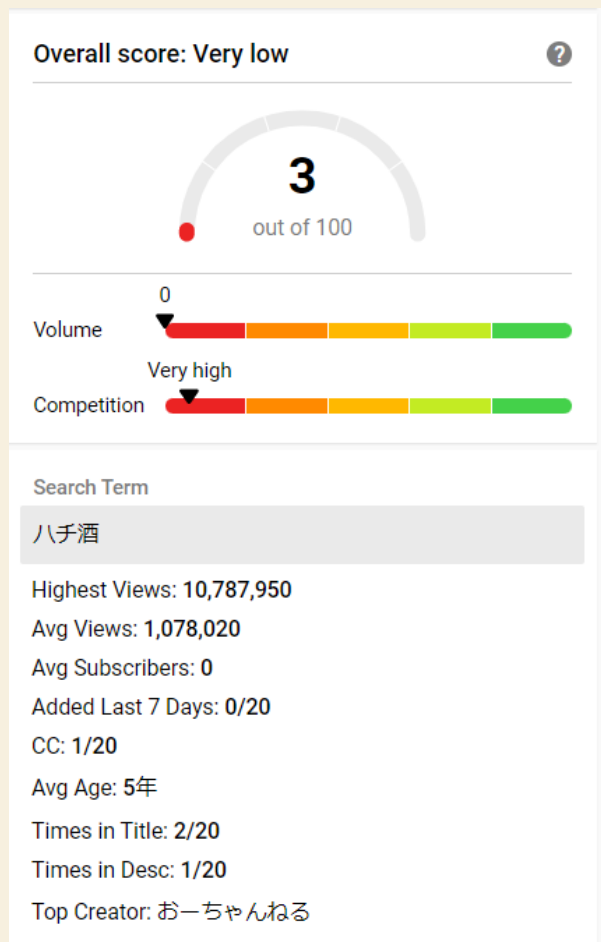 Overall score: Very low
?
3
out of 100
0
Volume
Very high
Competition
Search Term
ハチ酒
Highest Views: 10,787,950
Avg Views: 1,078,020
Avg Subscribers: 0
Added Last 7 Days: 0/20
CC: 1/20
Avg Age: 5年
Times in Title: 2/20
Times in Desc: 1/20
Top Creator: おーちゃんねる